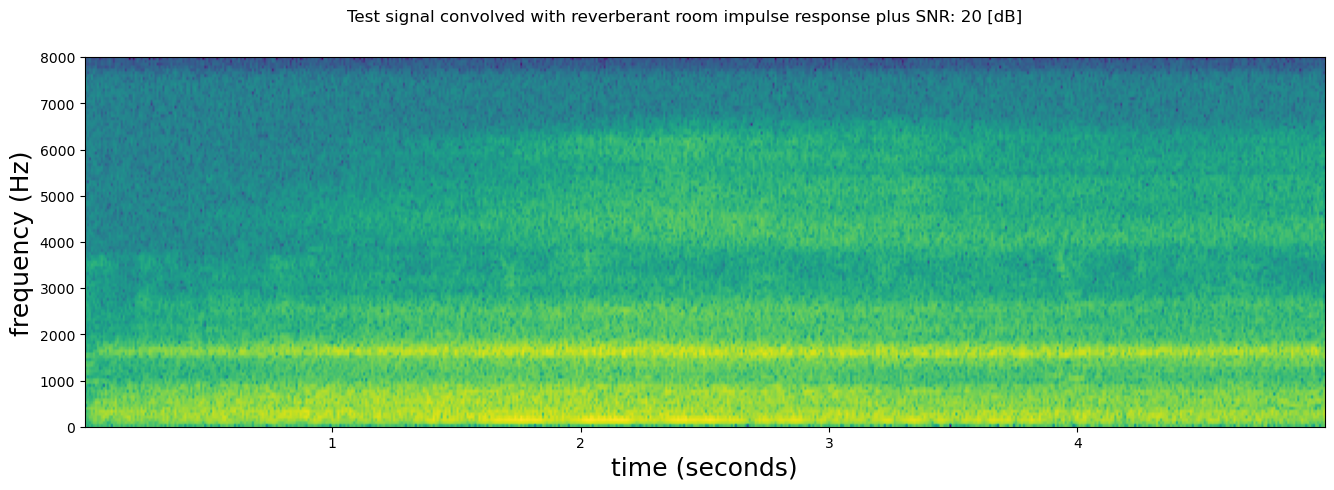 Test signal convolved with reverberant room impulse response plus SNR: 20 [dB]
8000
7000
6000
5000
4000
3000
2000
1000
0
frequency (Hz)
1 2 3 4
time (seconds)